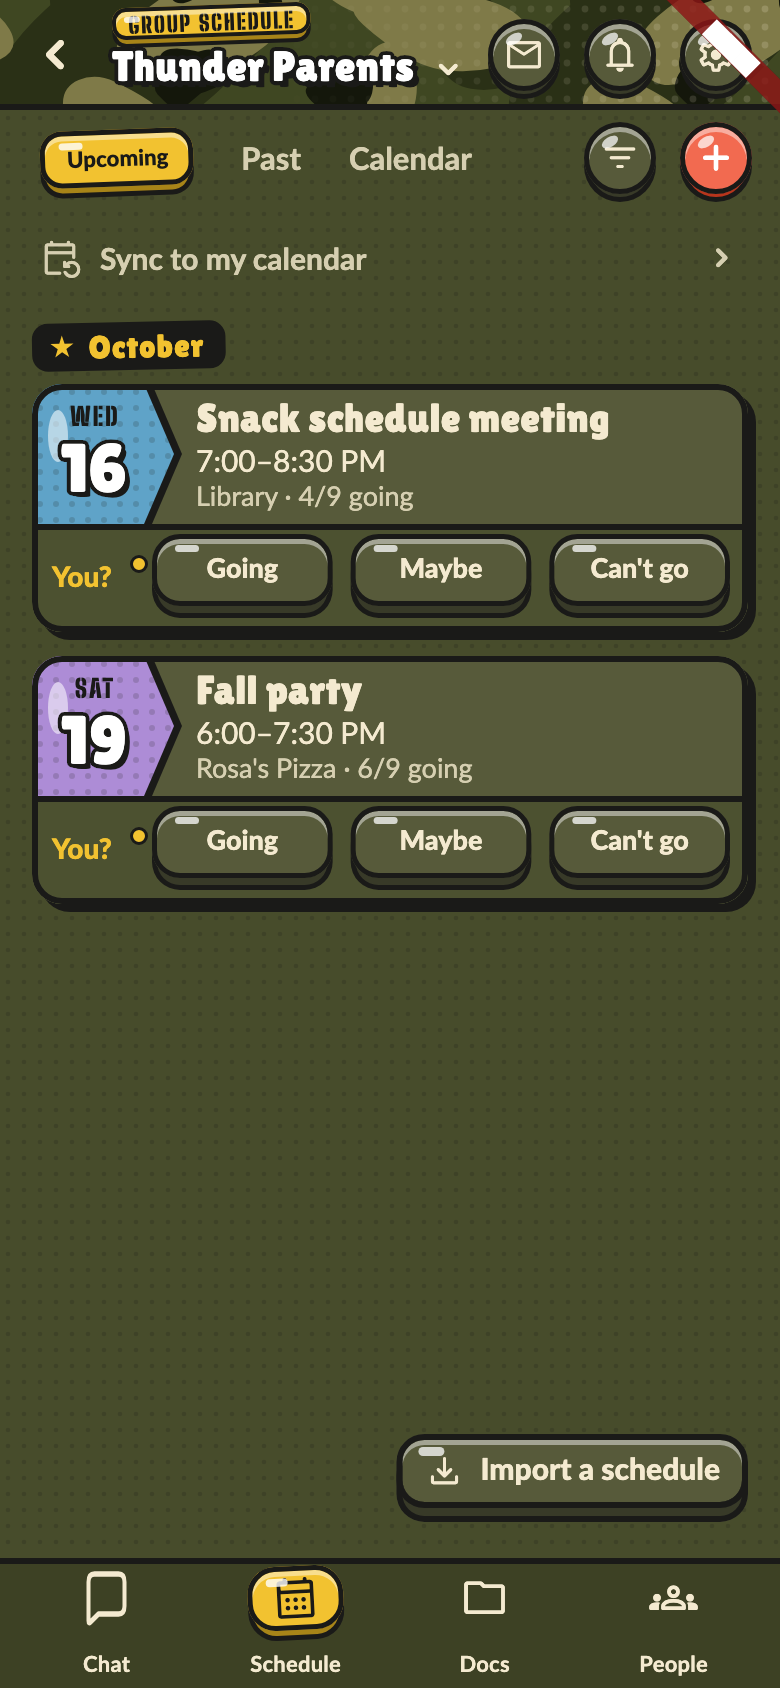 GROUP SCHEDULE
Thunder Parents
Upcoming
Past
Calendar
Sync to my calendar
★ October
WED
16
Snack schedule meeting
7:00–8:30 PM
Library · 4/9 going
You?
Going
Maybe
Can't go
SAT
19
Fall party
6:00–7:30 PM
Rosa's Pizza · 6/9 going
You?
Going
Maybe
Can't go
Import a schedule
Chat
Schedule
Docs
People